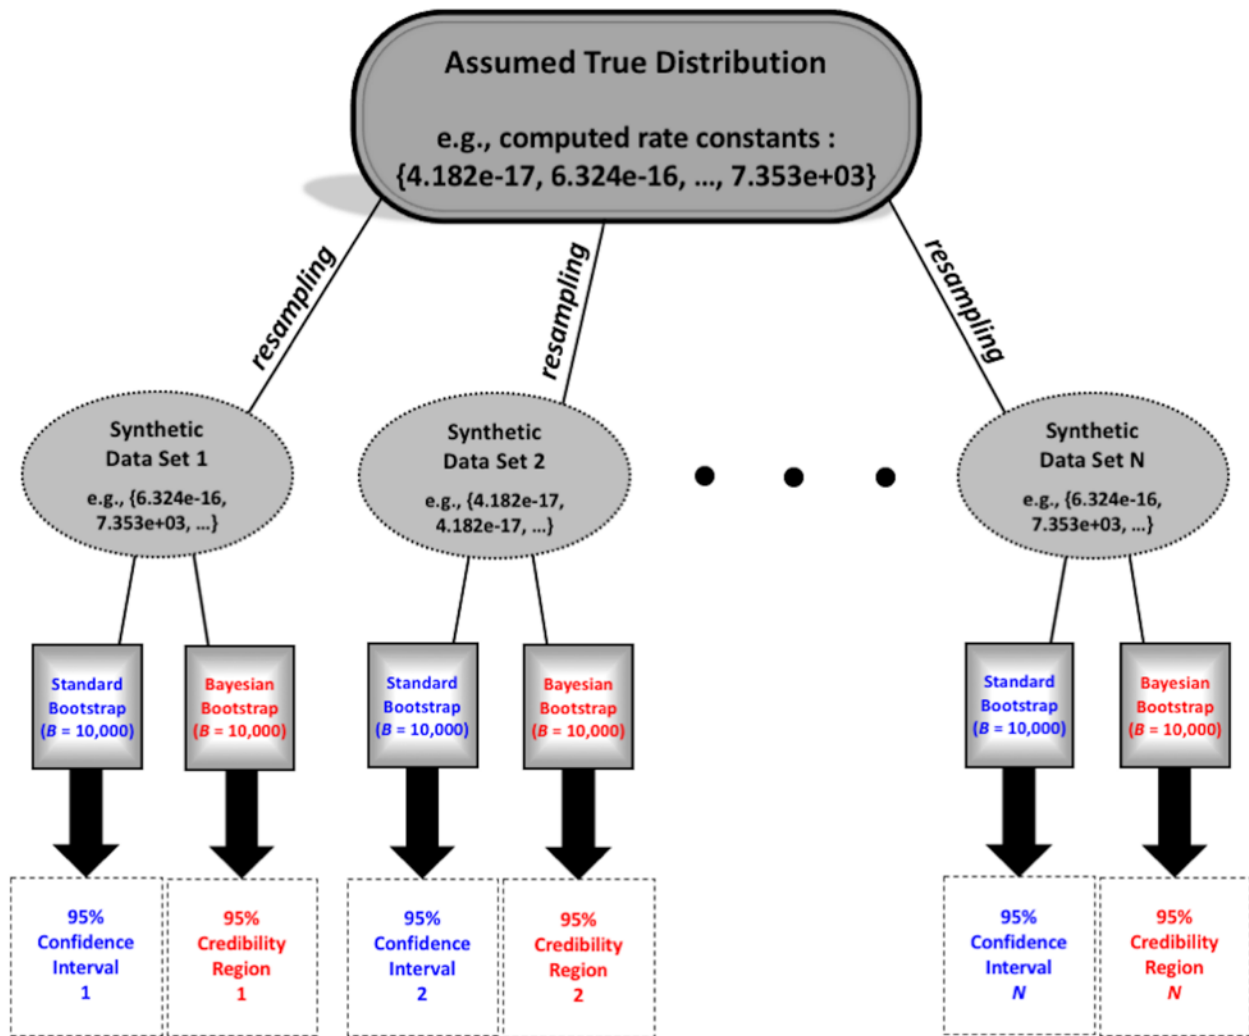 Assumed True Distribution
e.g., computed rate constants :
{4.182e-17, 6.324e-16, ..., 7.353e+03}
resampling
resampling
resampling
Synthetic
Data Set 1
e.g., {6.324e-16,
7.353e+03, ...}
Synthetic
Data Set 2
e.g., {4.182e-17,
4.182e-17, ...}
Synthetic
Data Set N
e.g., {6.324e-16,
7.353e+03, ...}
Standard
Bootstrap
(B = 10,000)
Bayesian
Bootstrap
(B = 10,000)
Standard
Bootstrap
(B = 10,000)
Bayesian
Bootstrap
(B = 10,000)
Standard
Bootstrap
(B = 10,000)
Bayesian
Bootstrap
(B = 10,000)
95%
Confidence
Interval
1
95%
Credibility
Region
1
95%
Confidence
Interval
2
95%
Credibility
Region
2
95%
Confidence
Interval
N
95%
Credibility
Region
N